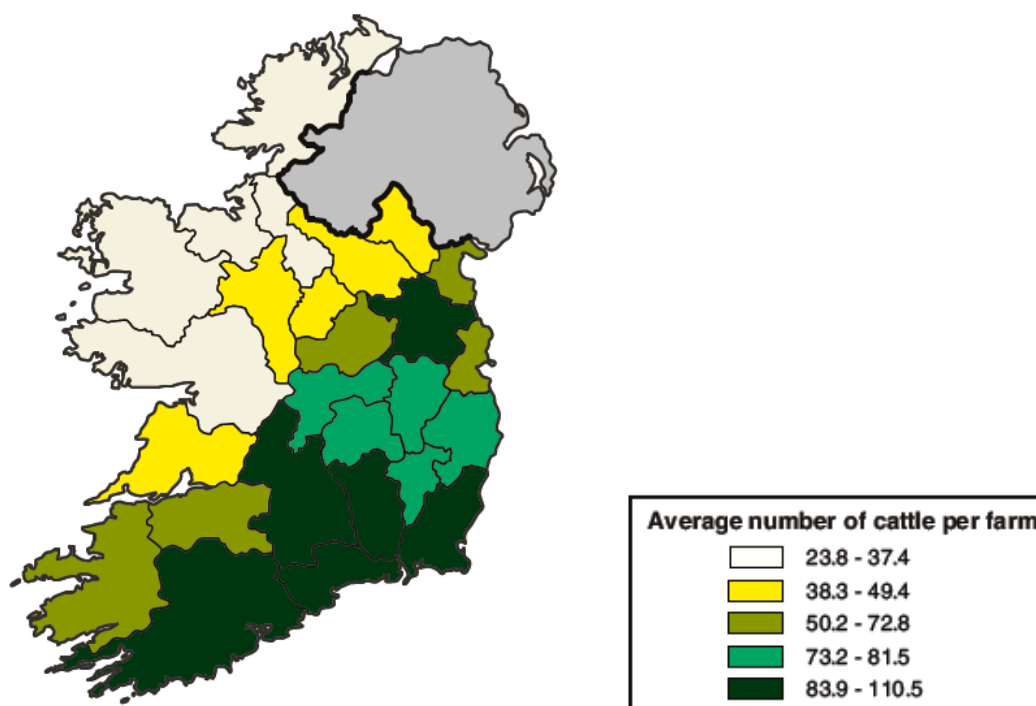 Average number of cattle per farm
23.8 - 37.4
38.3 - 49.4
50.2 - 72.8
73.2 - 81.5
83.9 - 110.5